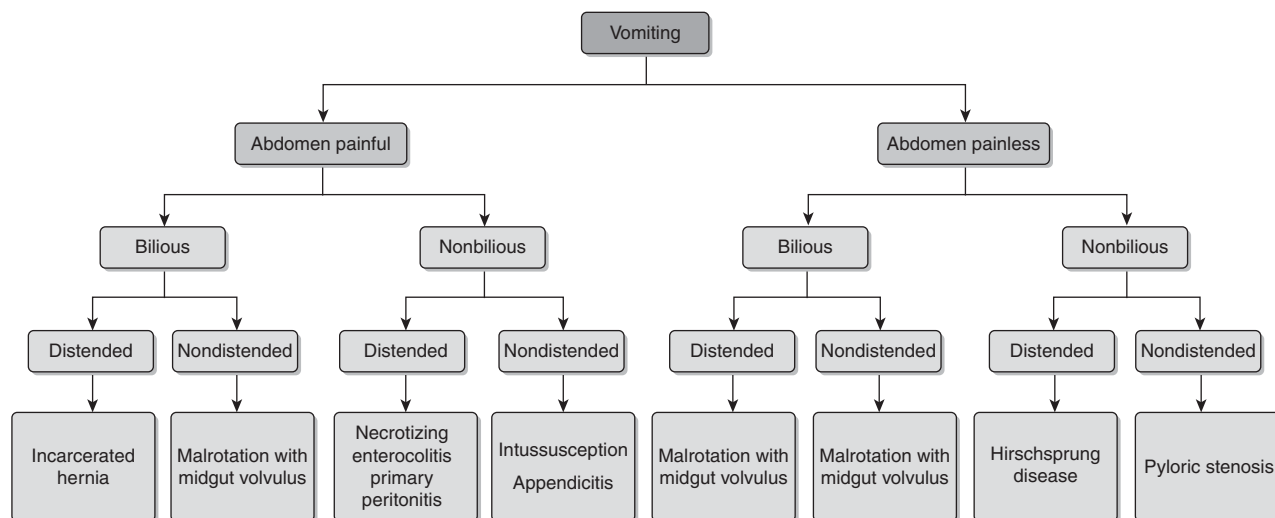 Vomiting
Abdomen painful
Abdomen painless
Bilious
Nonbilious
Bilious
Nonbilious
Distended
Nondistended
Distended
Nondistended
Distended
Nondistended
Distended
Nondistended
Incarcerated
hernia
Malrotation with
midgut volvulus
Necrotizing
enterocolitis
primary
peritonitis
Intussusception
Appendicitis
Malrotation with
midgut volvulus
Malrotation with
midgut volvulus
Hirschsprung
disease
Pyloric stenosis